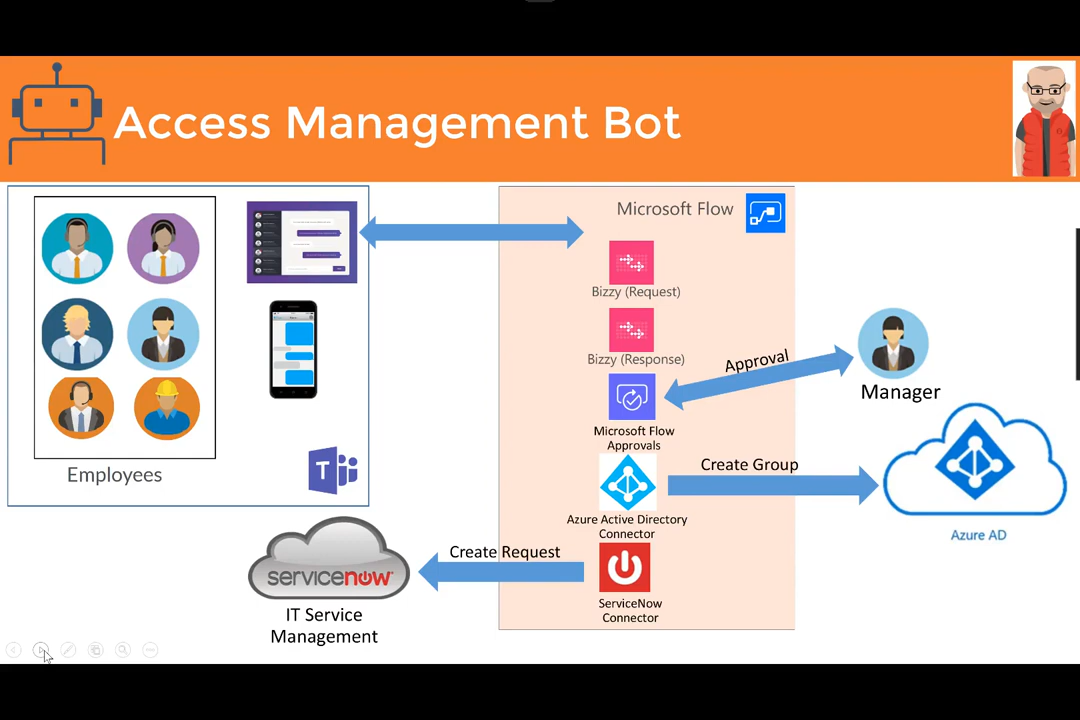 Access Management Bot
Employees
T
Microsoft Flow
Bizzy (Request)
Bizzy (Response)
Microsoft Flow
Approvals
Azure Active Directory
Connector
ServiceNow
Connector
Approval
Manager
Create Group
Azure AD
Create Request
servicenow
IT Service
Management